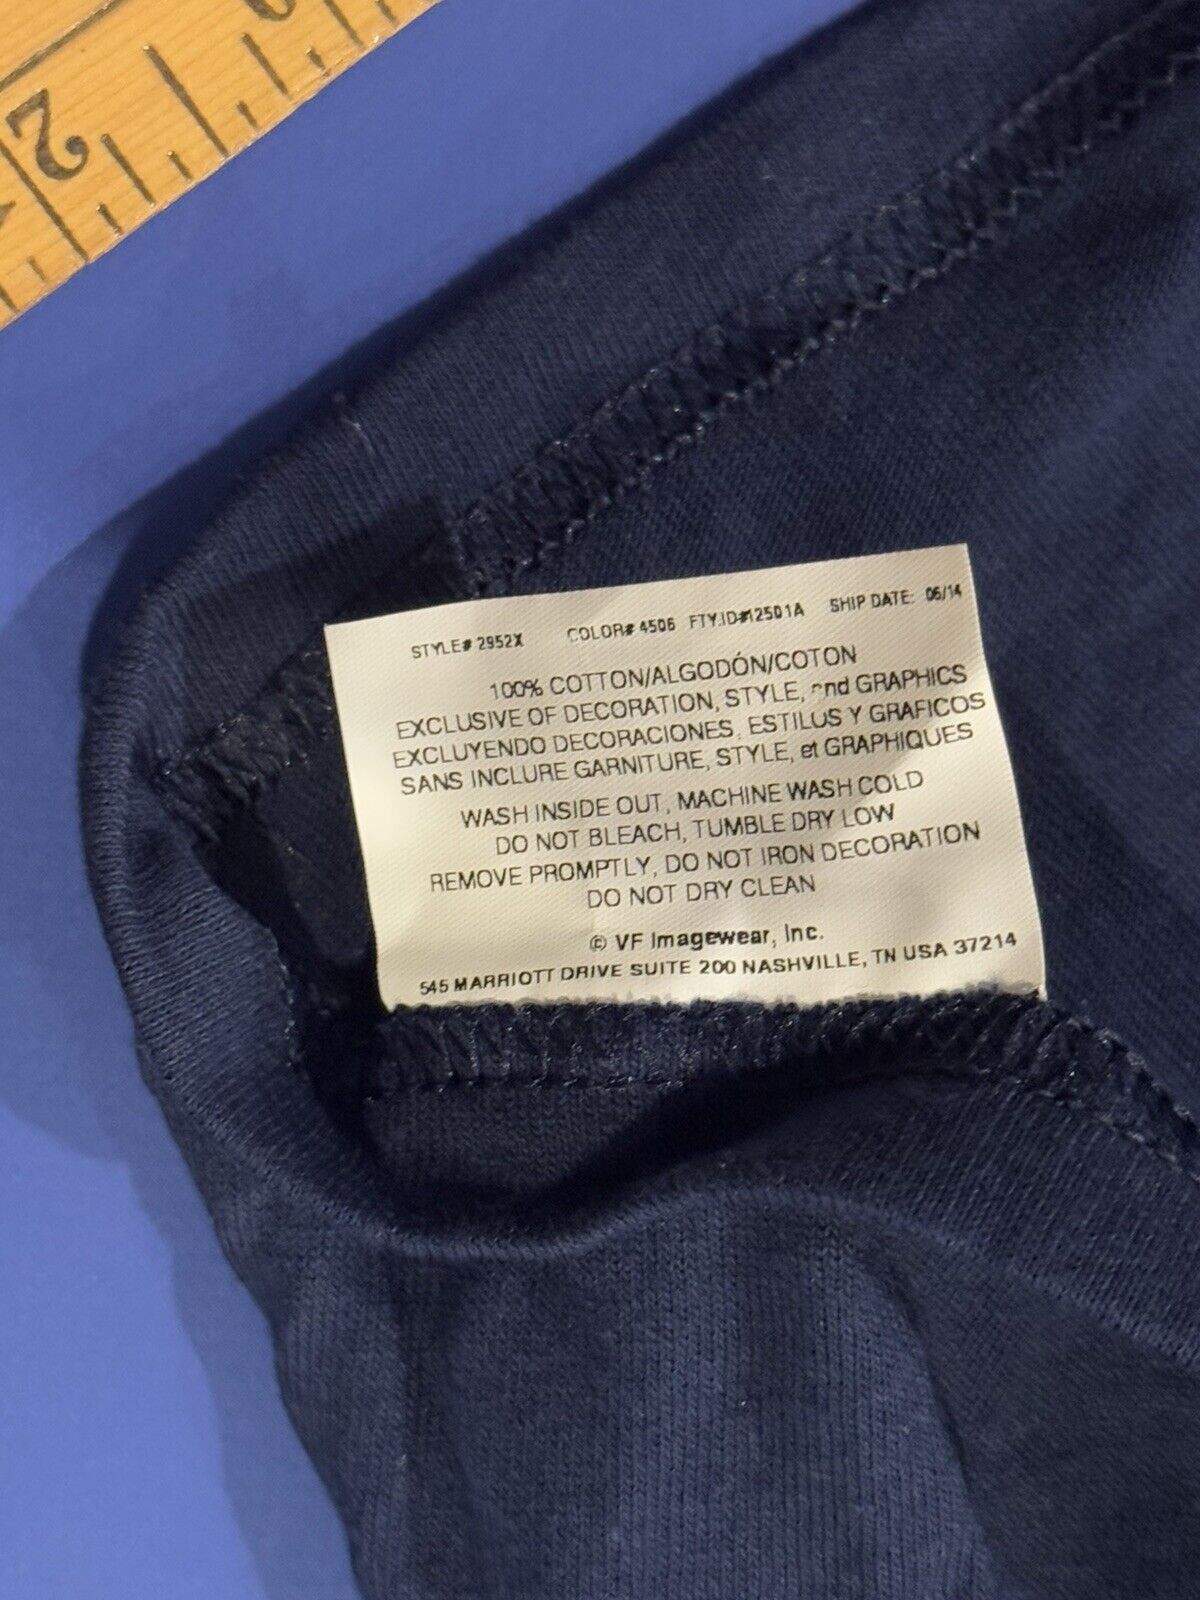 2
STYLE# 2952X COLOR# 4506 FTY.ID#12501A SHIP DATE: 06/14
100% COTTON/ALGODÓN/COTON
EXCLUSIVE OF DECORATION, STYLE, and GRAPHICS
EXCLUYENDO DECORACIONES, ESTILOS Y GRAFICOS
SANS INCLURE GARNITURE, STYLE, et GRAPHIQUES
WASH INSIDE OUT, MACHINE WASH COLD
DO NOT BLEACH, TUMBLE DRY LOW
REMOVE PROMPTLY, DO NOT IRON DECORATION
DO NOT DRY CLEAN
© VF Imagewear, Inc.
545 MARRIOTT DRIVE SUITE 200 NASHVILLE, TN USA 37214